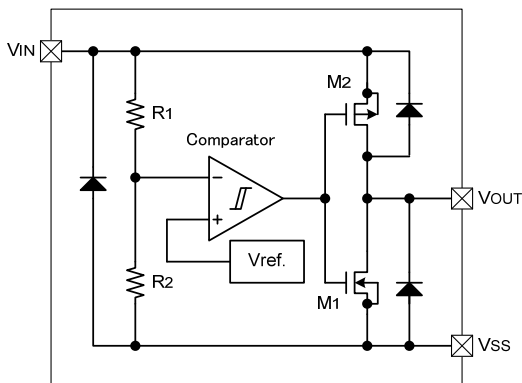 VIN
M2
R1
Comparator
−
+
VOUT
Vref.
R2
M1
VSS